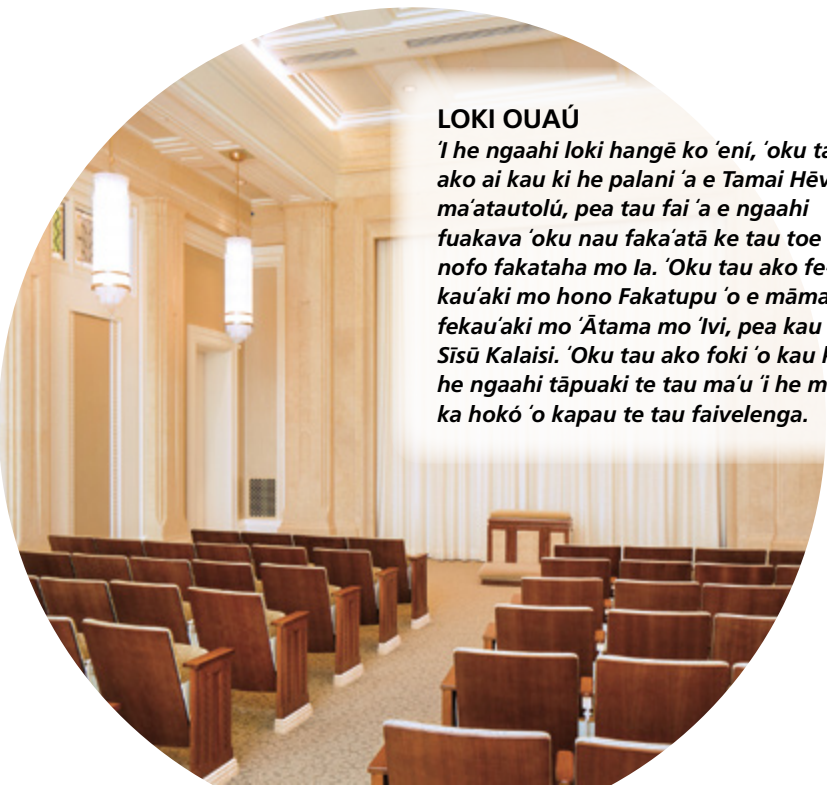 LOKI OUAÚ
ʻI he ngaahi loki hangē ko ʻení, ʻoku ta
ako ai kau ki he palani ʻa e Tamai Hēv
maʻatautolú, pea tau fai ʻa e ngaahi
fuakava ʻoku nau fakaʻatā ke tau toe
nofo fakataha mo Ia. ʻOku tau ako fe-
kauʻaki mo hono Fakatupu ʻo e māma
fekauʻaki mo ʻĀtama mo ʻIvi, pea kau
Sīsū Kalaisi. ʻOku tau ako foki ʻo kau
he ngaahi tāpuaki te tau maʻu ʻi he
ka hokó ʻo kapau te tau faivelenga.